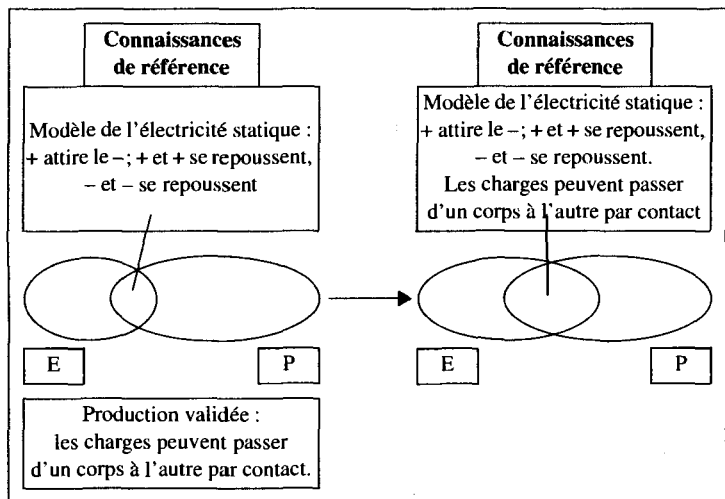 Connaissances
de référence
Modèle de l'électricité statique :
+ attire le –; + et + se repoussent,
– et – se repoussent
E
P
Production validée :
les charges peuvent passer
d'un corps à l'autre par contact.
Connaissances
de référence
Modèle de l'électricité statique :
+ attire le –; + et + se repoussent,
– et – se repoussent.
Les charges peuvent passer
d'un corps à l'autre par contact
E
P